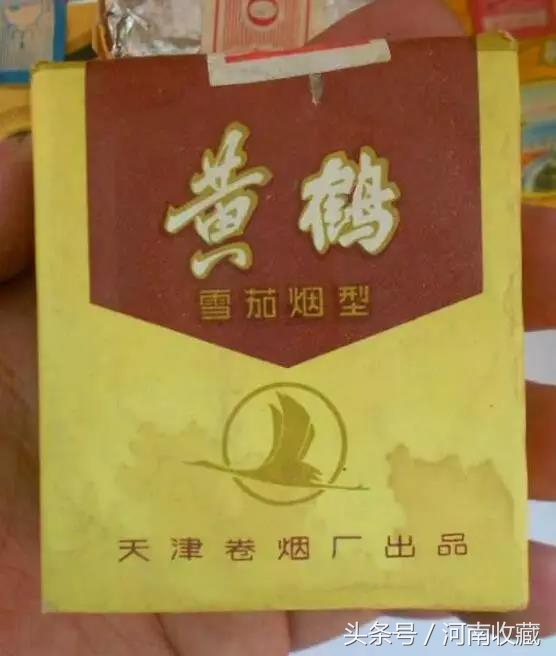 黄鹤
雪茄烟型
天津卷烟厂出品
头条号 / 河南收藏